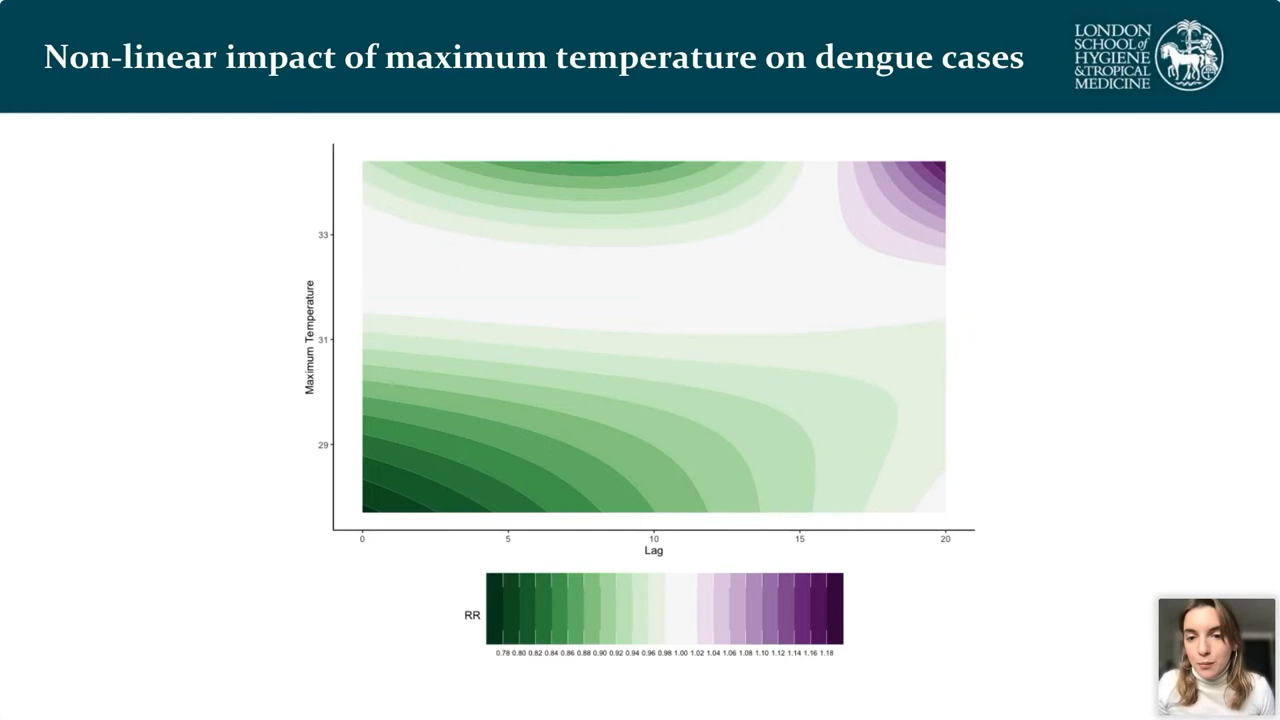 Non-linear impact of maximum temperature on dengue cases
LONDON
SCHOOL of
HYGIENE
& TROPICAL
MEDICINE
33
31
29
Maximum Temperature
0 5 10 15 20
Lag
RR
0.78 0.80 0.82 0.84 0.86 0.88 0.90 0.92 0.94 0.96 0.98 1.00 1.02 1.04 1.06 1.08 1.10 1.12 1.14 1.16 1.18